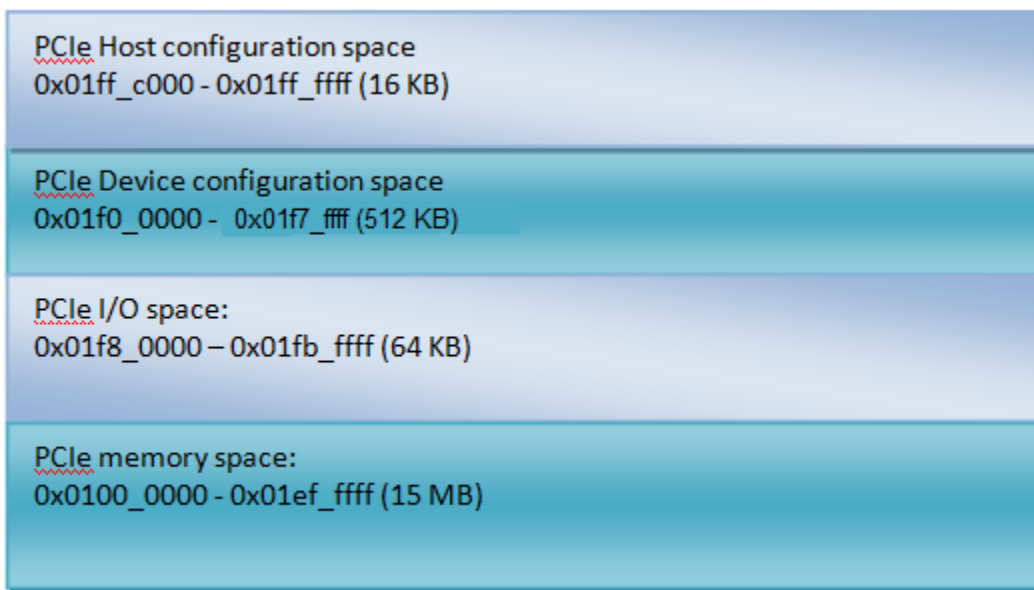 PCIe Host configuration space
0x01ff_c000 - 0x01ff_ffff (16 KB)
PCIe Device configuration space
0x01f0_0000 - 0x01f7_ffff (512 KB)
PCIe I/O space:
0x01f8_0000 – 0x01fb_ffff (64 KB)
PCIe memory space:
0x0100_0000 - 0x01ef_ffff (15 MB)